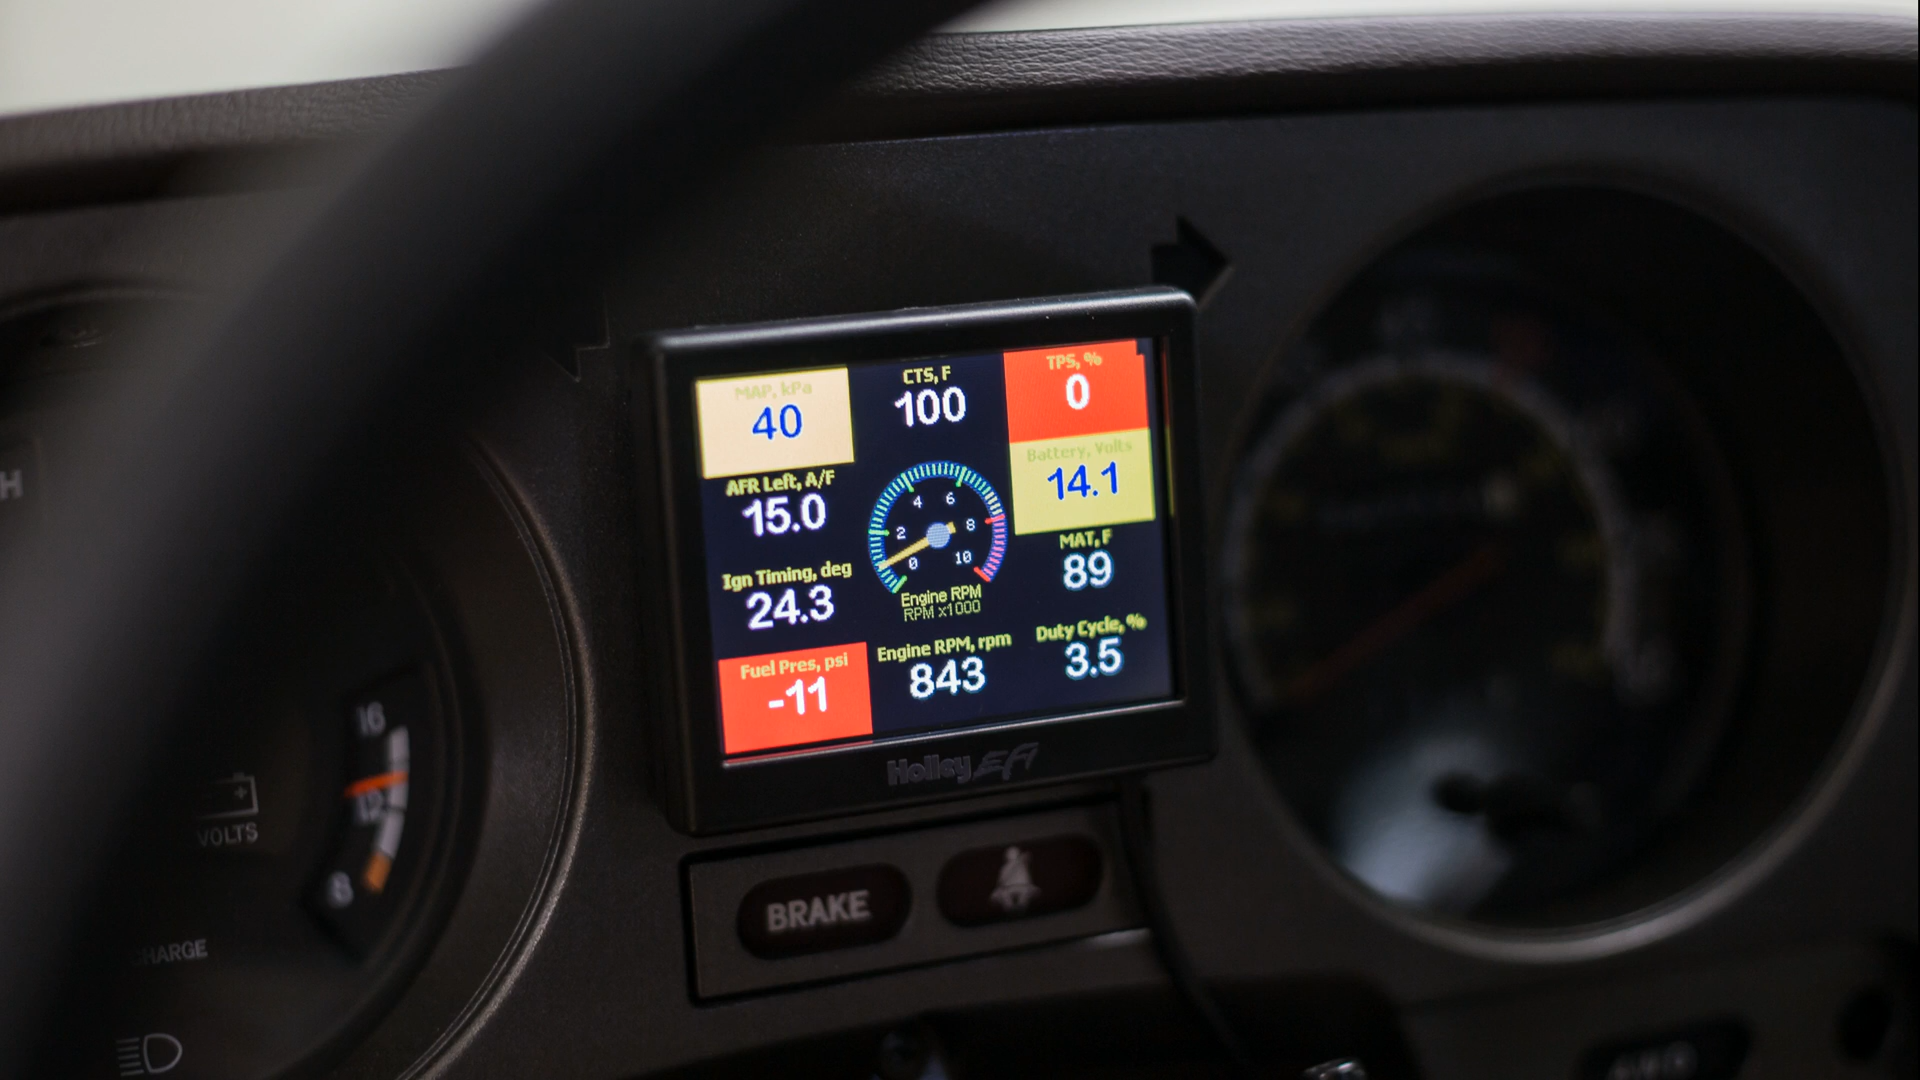 MAP, kPa
40
CTS, F
100
TPS, %
0
AFR Left, A/F
15.0
Battery, Volts
14.1
2
4
6
8
0
10
Engine RPM
RPM x1000
Ign Timing, deg
24.3
MAT, F
89
Fuel Pres, psi
-11
Engine RPM, rpm
843
Duty Cycle, %
3.5
Holley EFI
BRAKE
H
16
12
8
VOLTS
CHARGE